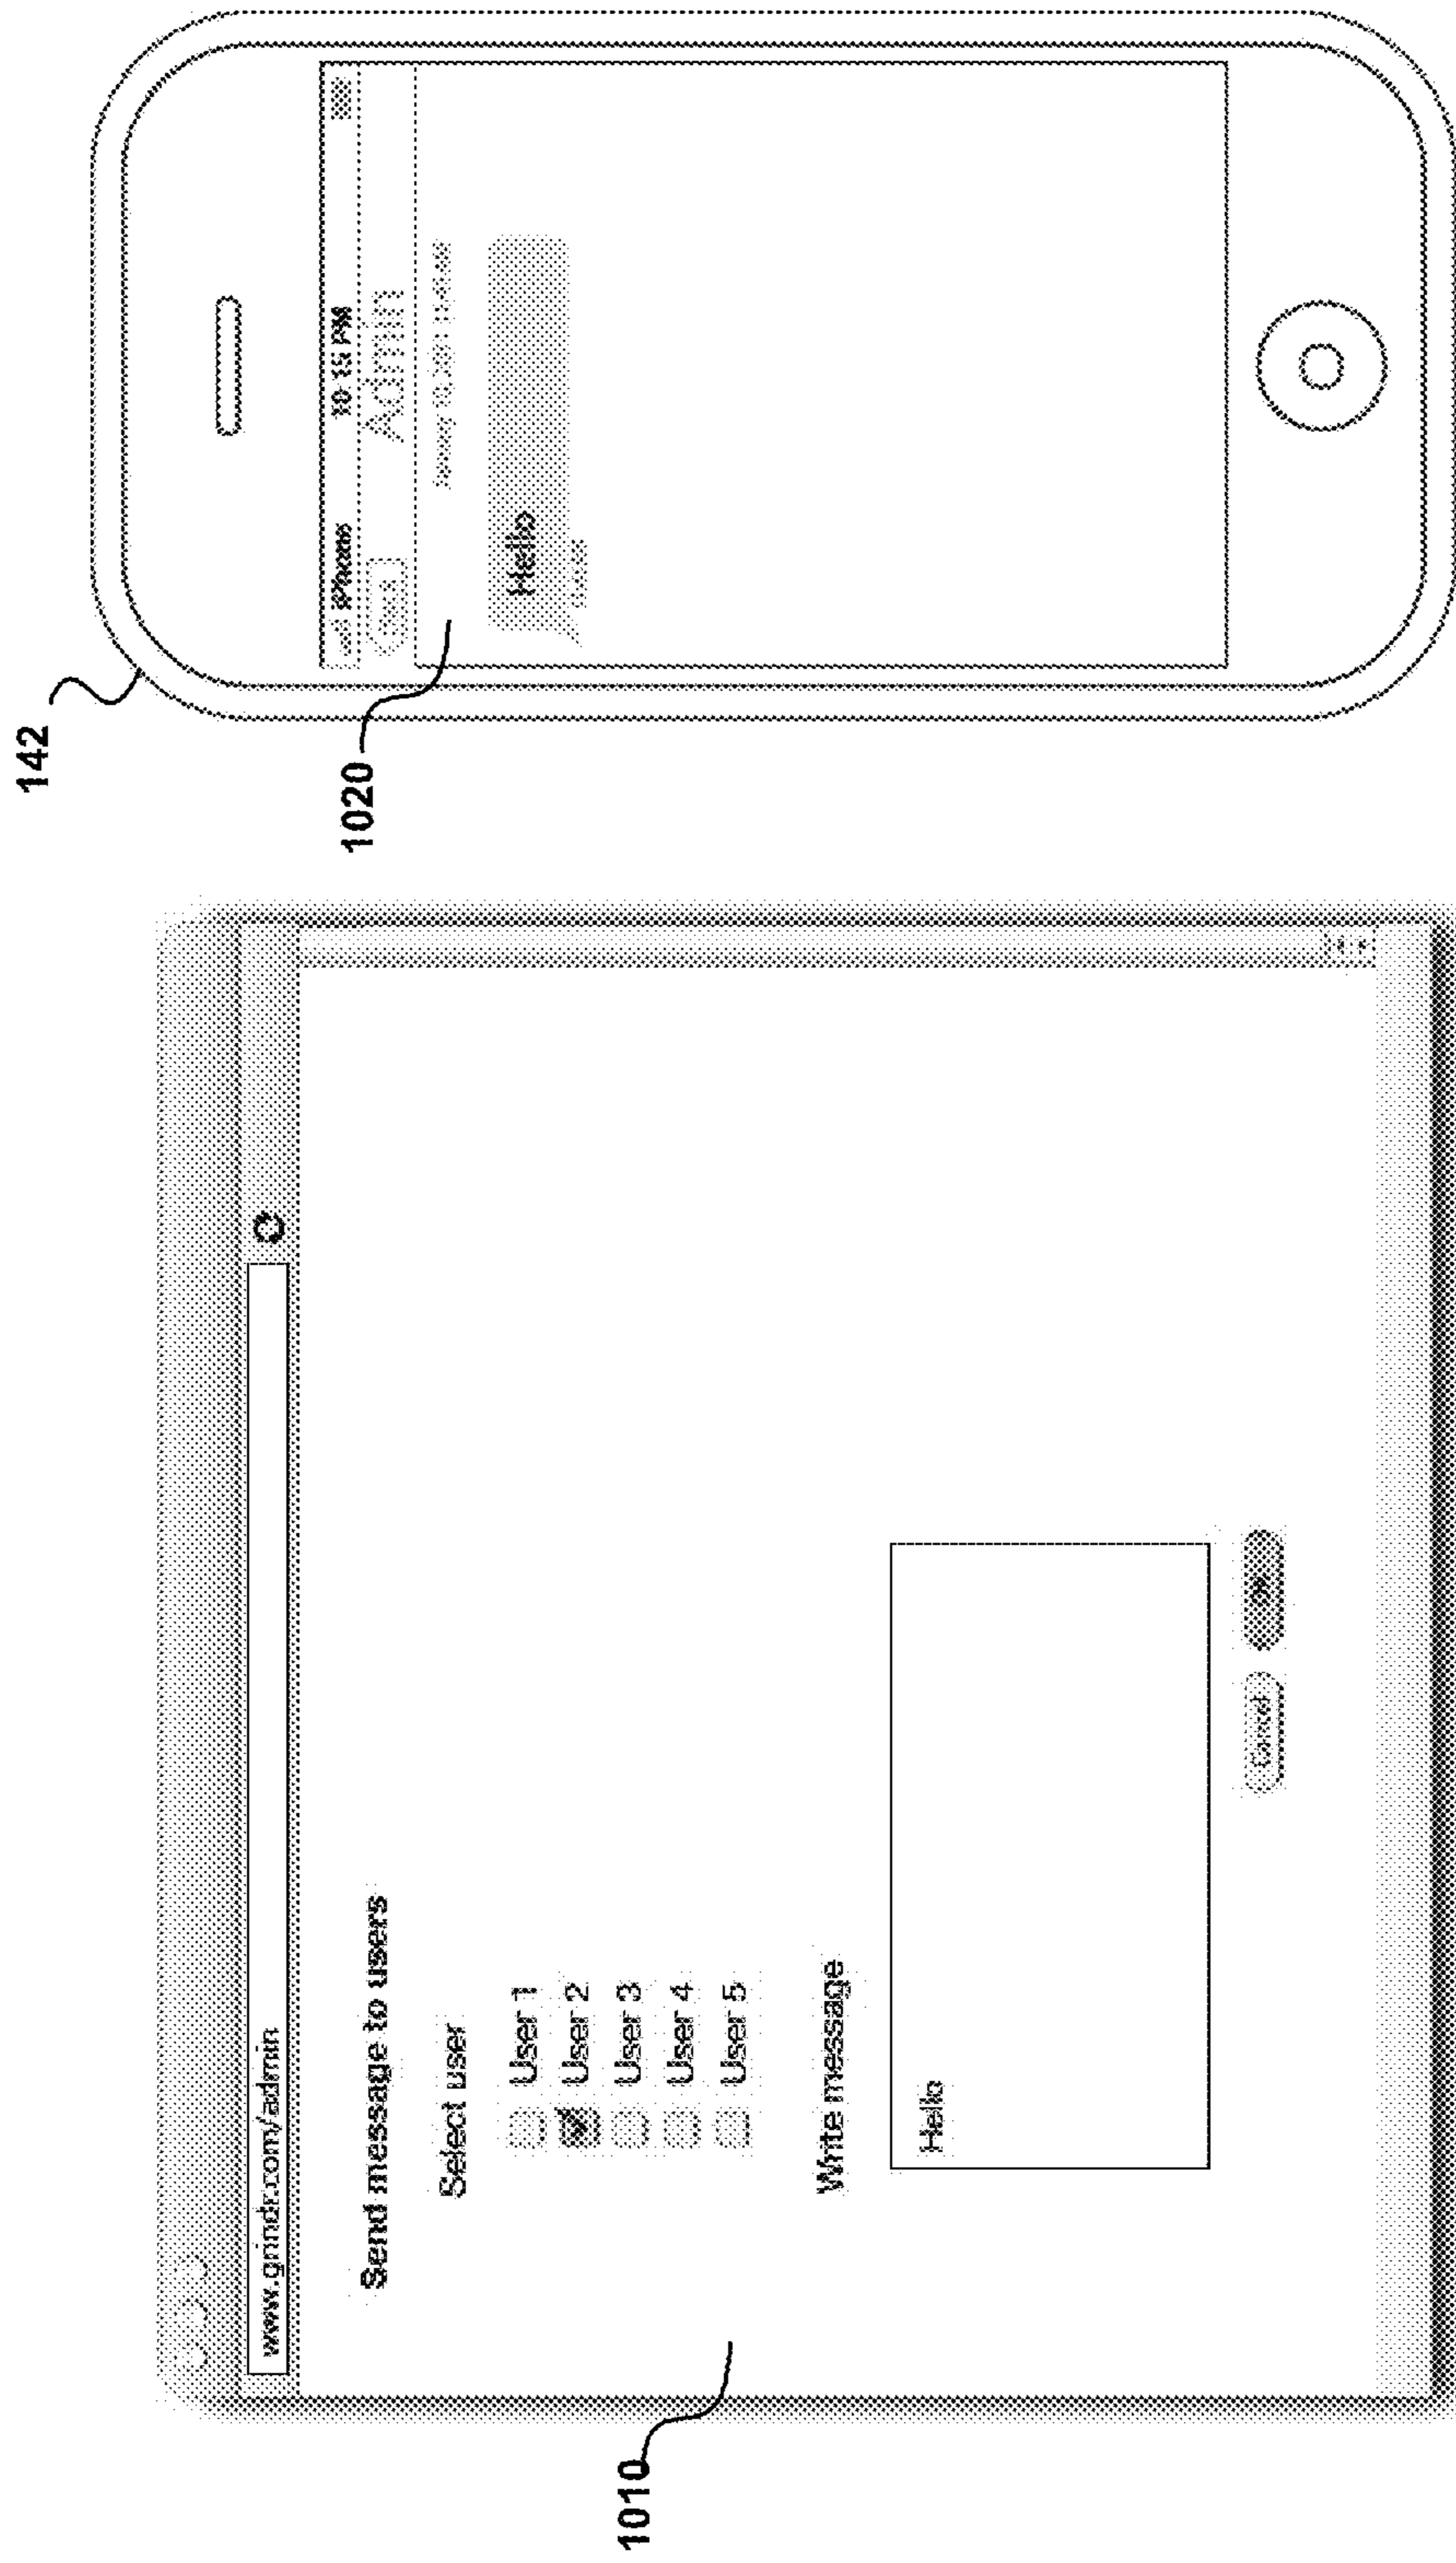 www.grindr.com/admin
Send message to users
Select user
User 1
User 2
User 3
User 4
User 5
Write message
Hello
Cancel
1010
142
iPhone 10:15 PM
Admin
Hello
1020